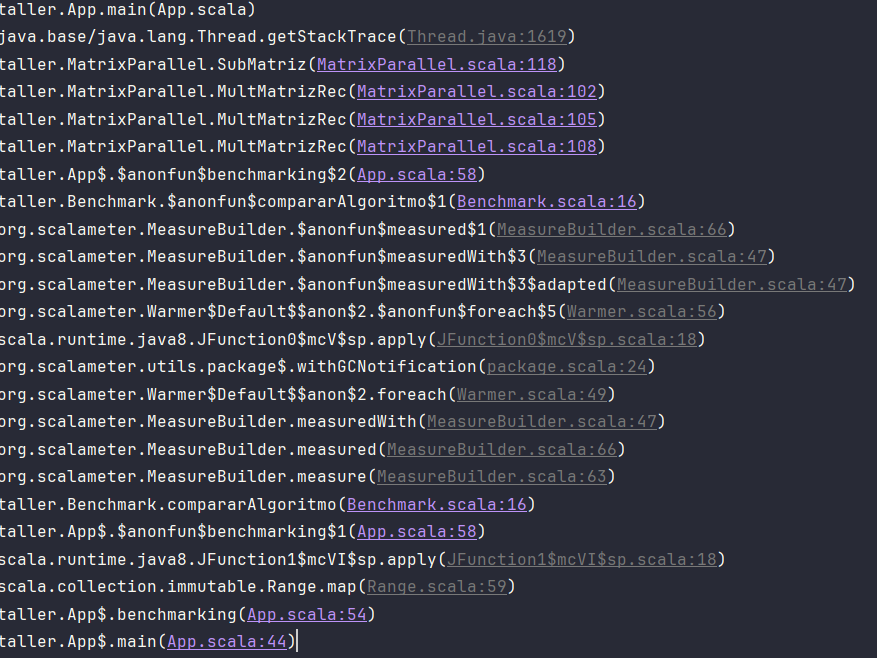 taller.App.main(App.scala)
java.base/java.lang.Thread.getStackTrace(Thread.java:1619)
taller.MatrixParallel.SubMatriz(MatrixParallel.scala:118)
taller.MatrixParallel.MultMatrizRec(MatrixParallel.scala:102)
taller.MatrixParallel.MultMatrizRec(MatrixParallel.scala:105)
taller.MatrixParallel.MultMatrizRec(MatrixParallel.scala:108)
taller.App$.$anonfun$benchmarking$2(App.scala:58)
taller.Benchmark.$anonfun$compararAlgoritmo$1(Benchmark.scala:16)
org.scalameter.MeasureBuilder.$anonfun$measured$1(MeasureBuilder.scala:66)
org.scalameter.MeasureBuilder.$anonfun$measuredWith$3(MeasureBuilder.scala:47)
org.scalameter.MeasureBuilder.$anonfun$measuredWith$3$adapted(MeasureBuilder.scala:47)
org.scalameter.Warmer$Default$$anon$2.$anonfun$foreach$5(Warmer.scala:56)
scala.runtime.java8.JFunction0$mcV$sp.apply(JFunction0$mcV$sp.scala:18)
org.scalameter.utils.package$.withGCNotification(package.scala:24)
org.scalameter.Warmer$Default$$anon$2.foreach(Warmer.scala:49)
org.scalameter.MeasureBuilder.measuredWith(MeasureBuilder.scala:47)
org.scalameter.MeasureBuilder.measured(MeasureBuilder.scala:66)
org.scalameter.MeasureBuilder.measure(MeasureBuilder.scala:63)
taller.Benchmark.compararAlgoritmo(Benchmark.scala:16)
taller.App$.$anonfun$benchmarking$1(App.scala:58)
scala.runtime.java8.JFunction1$mcVI$sp.apply(JFunction1$mcVI$sp.scala:18)
scala.collection.immutable.Range.map(Range.scala:59)
taller.App$.benchmarking(App.scala:54)
taller.App$.main(App.scala:44)